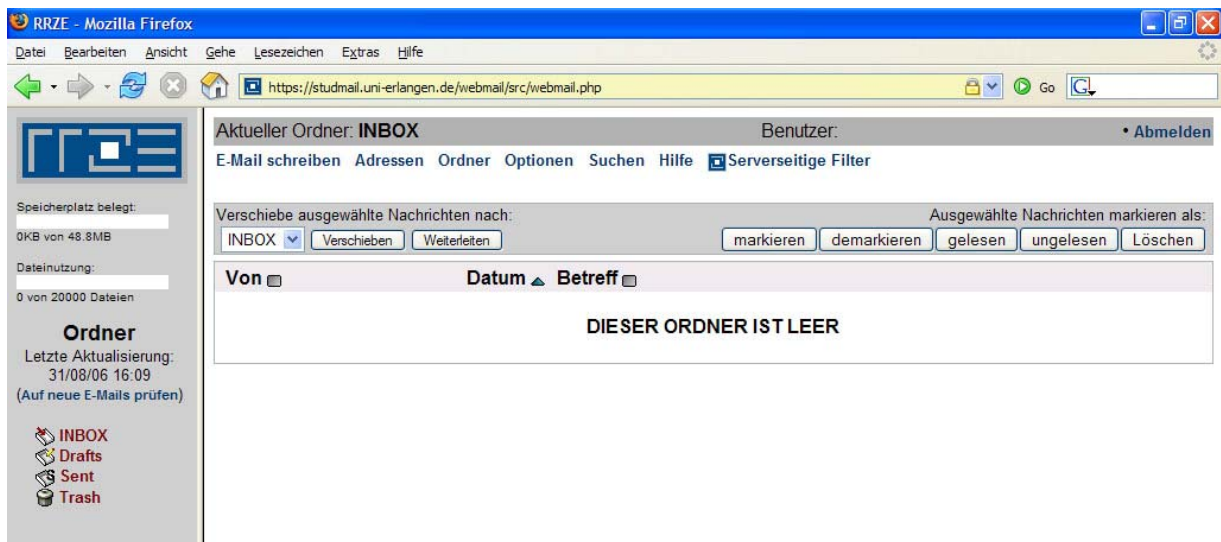 RRZE - Mozilla Firefox
Datei Bearbeiten Ansicht Gehe Lesezeichen Extras Hilfe
https://studmail.uni-erlangen.de/webmail/src/webmail.php Go G
RRZE
Speicherplatz belegt:
0KB von 48.8MB
Dateinutzung:
0 von 20000 Dateien
Ordner
Letzte Aktualisierung:
31/08/06 16:09
(Auf neue E-Mails prüfen)
INBOX
Drafts
Sent
Trash
Aktueller Ordner: INBOX Benutzer: • Abmelden
E-Mail schreiben Adressen Ordner Optionen Suchen Hilfe Serverseitige Filter
Verschiebe ausgewählte Nachrichten nach: Ausgewählte Nachrichten markieren als:
INBOX Verschieben Weiterleiten markieren demarkieren gelesen ungelesen Löschen
Von Datum Betreff
DIESER ORDNER IST LEER